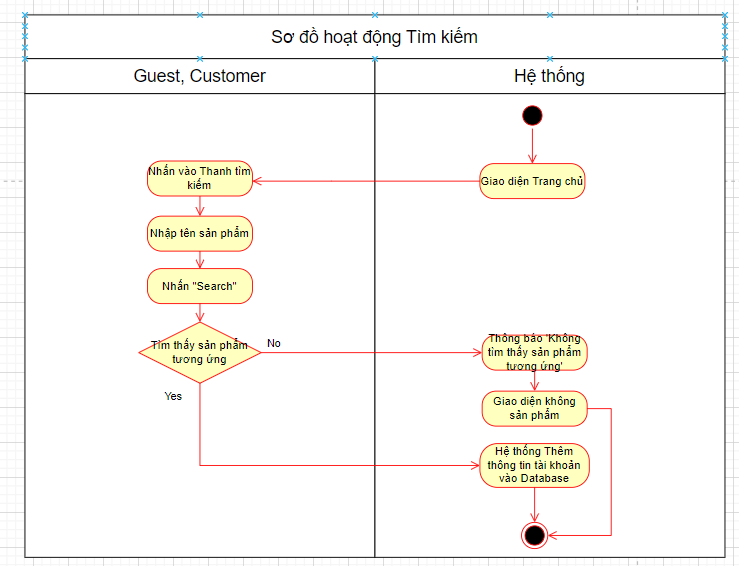 Sơ đồ hoạt động Tìm kiếm
Guest, Customer
Hệ thống
Giao diện Trang chủ
Nhấn vào Thanh tìm
kiếm
Nhập tên sản phẩm
Nhấn "Search"
Tìm thấy sản phẩm
tương ứng
No
Yes
Thông báo 'Không
tìm thấy sản phẩm
tương ứng'
Giao diện không
sản phẩm
Hệ thống Thêm
thông tin tài khoản
vào Database